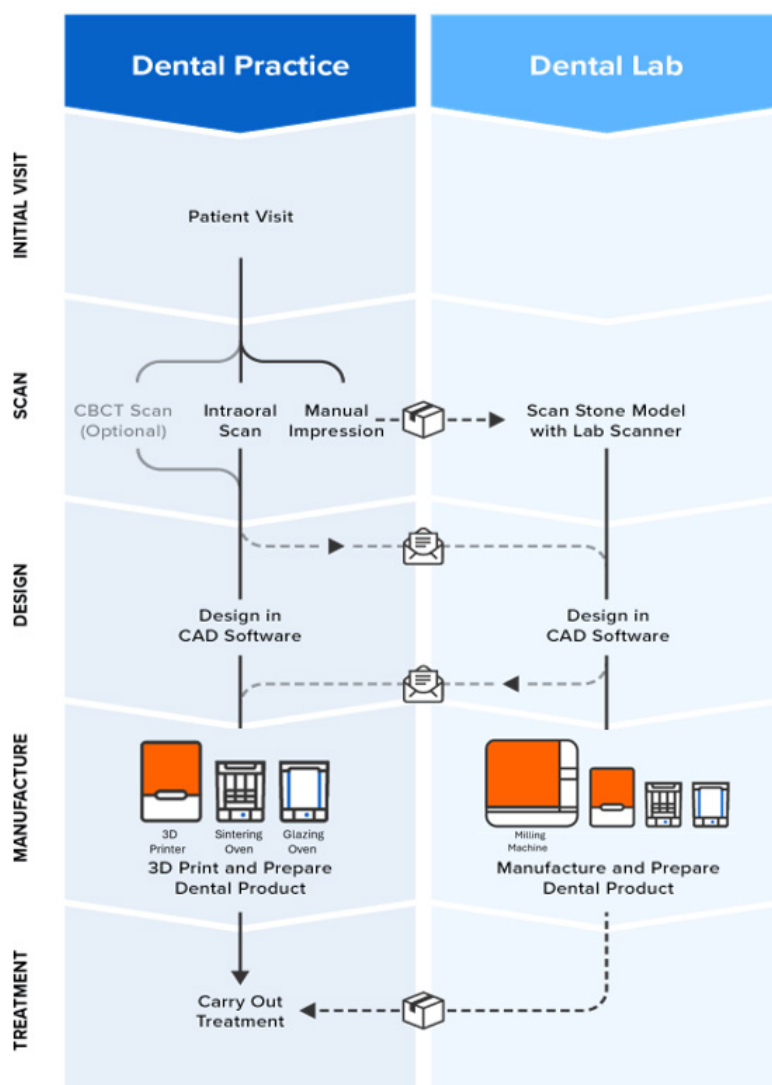 Dental Practice
Dental Lab
INITIAL VISIT
Patient Visit
SCAN
CBCT Scan
(Optional)
Intraoral
Scan
Manual
Impression
Scan Stone Model
with Lab Scanner
DESIGN
Design in
CAD Software
Design in
CAD Software
MANUFACTURE
3D
Printer
Sintering
Oven
Glazing
Oven
3D Print and Prepare
Dental Product
Milling
Machine
Manufacture and Prepare
Dental Product
TREATMENT
Carry Out
Treatment